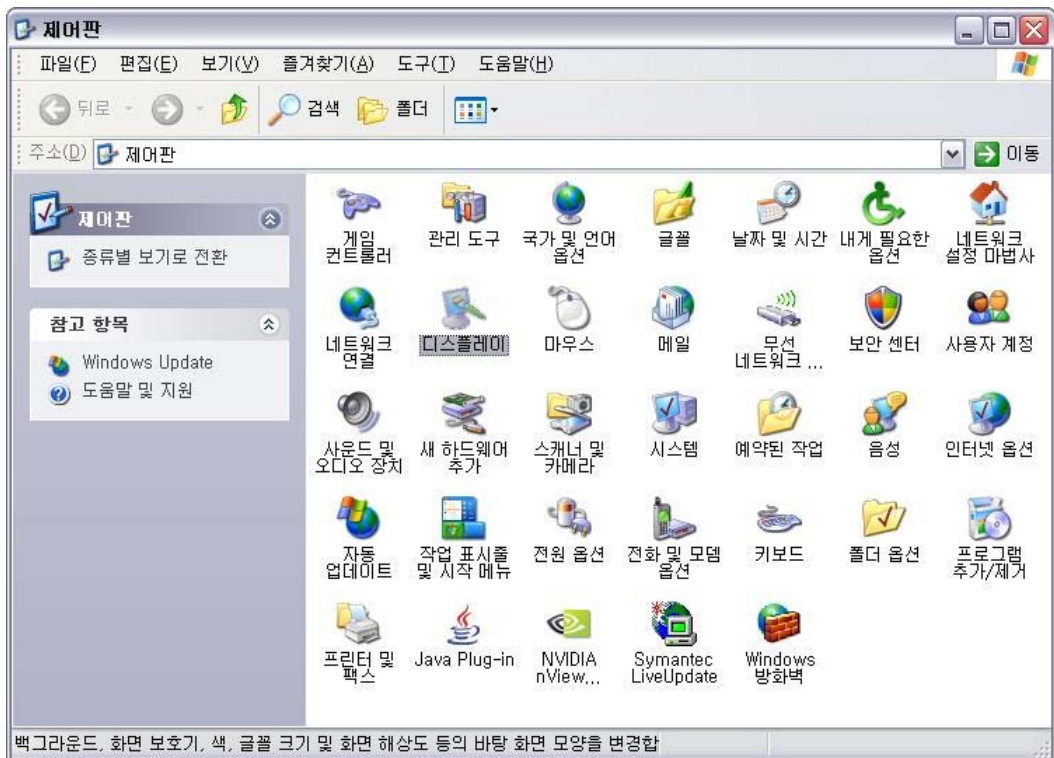 제어판
파일(F) 편집(E) 보기(V) 즐겨찾기(A) 도구(T) 도움말(H)
뒤로 검색 폴더
주소(D) 제어판 이동
제어판
종류별 보기로 전환
참고 항목
Windows Update
도움말 및 지원
게임
컨트롤러
관리 도구
국가 및 언어
옵션
글꼴
날짜 및 시간
내게 필요한
옵션
네트워크
설정 마법사
네트워크
연결
디스플레이
마우스
메일
무선
네트워크 ...
보안 센터
사용자 계정
사운드 및
오디오 장치
새 하드웨어
추가
스캐너 및
카메라
시스템
예약된 작업
음성
인터넷 옵션
자동
업데이트
작업 표시줄
및 시작 메뉴
전원 옵션
전화 및 모뎀
옵션
키보드
폴더 옵션
프로그램
추가/제거
프린터 및
팩스
Java Plug-in
NVIDIA
nView...
Symantec
LiveUpdate
Windows
방화벽
백그라운드, 화면 보호기, 색, 글꼴 크기 및 화면 해상도 등의 바탕 화면 모양을 변경합